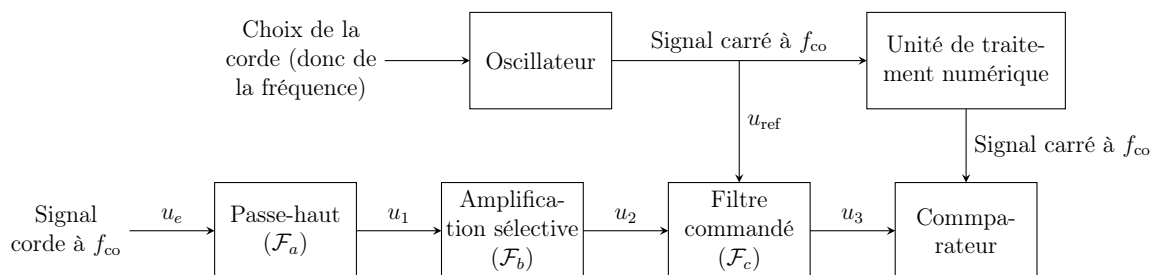 Choix de la
corde (donc de
la fréquence)
Oscillateur
Signal carré à f_co
Unité de traite-
ment numérique
u_ref
Signal carré à f_co
Signal
corde à f_co
u_e
Passe-haut
(𝓕_a)
u_1
Amplifica-
tion sélective
(𝓕_b)
u_2
Filtre
commandé
(𝓕_c)
u_3
Commpa-
rateur